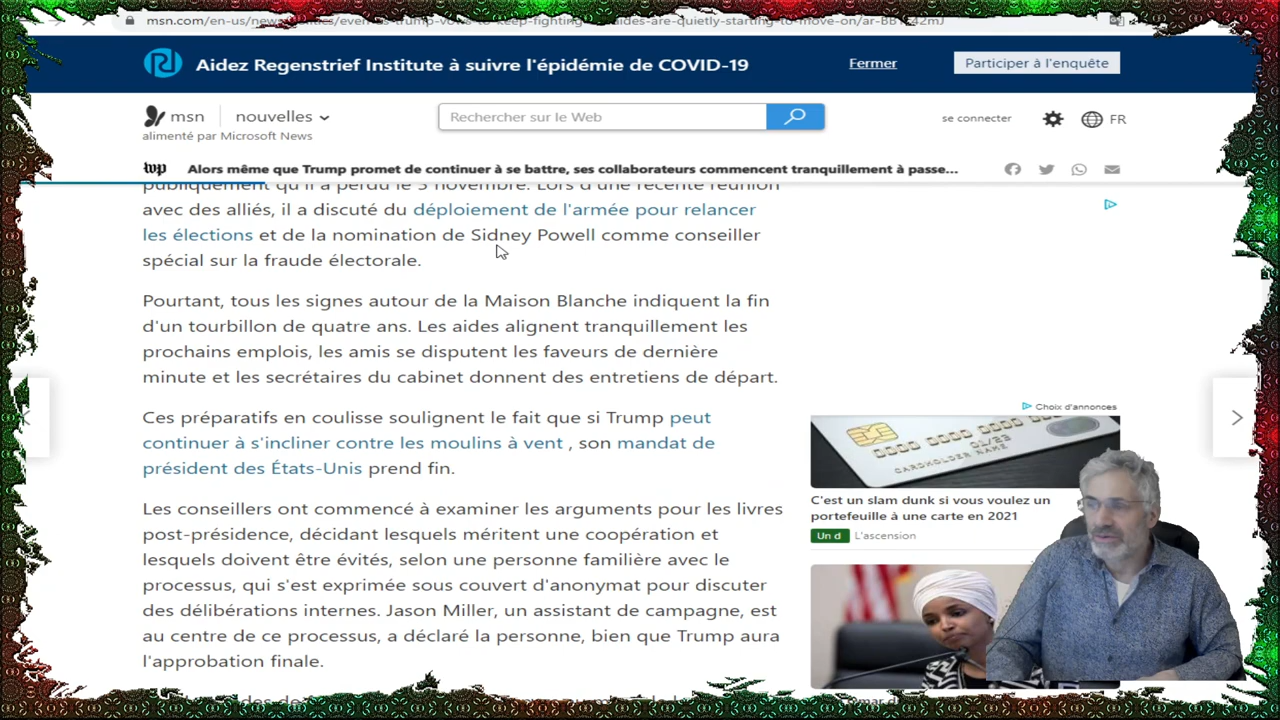 msn.com/en-us/news/politics/even-as-trump-vows-to-keep-fighting-his-aides-are-quietly-starting-to-move-on/ar-BB
Aidez Regenstrief Institute à suivre l'épidémie de COVID-19
Fermer
Participer à l'enquête
msn
nouvelles
Rechercher sur le Web
se connecter
FR
alimenté par Microsoft News
wp Alors même que Trump promet de continuer à se battre, ses collaborateurs commencent tranquillement à passe...
publiquement qu'il a perdu le 3 novembre. Lors d'une récente réunion
avec des alliés, il a discuté du déploiement de l'armée pour relancer
les élections et de la nomination de Sidney Powell comme conseiller
spécial sur la fraude électorale.
Pourtant, tous les signes autour de la Maison Blanche indiquent la fin
d'un tourbillon de quatre ans. Les aides alignent tranquillement les
prochains emplois, les amis se disputent les faveurs de dernière
minute et les secrétaires du cabinet donnent des entretiens de départ.
Ces préparatifs en coulisse soulignent le fait que si Trump peut
continuer à s'incliner contre les moulins à vent , son mandat de
président des États-Unis prend fin.
Les conseillers ont commencé à examiner les arguments pour les livres
post-présidence, décidant lesquels méritent une coopération et
lesquels doivent être évités, selon une personne familière avec le
processus, qui s'est exprimée sous couvert d'anonymat pour discuter
des délibérations internes. Jason Miller, un assistant de campagne, est
au centre de ce processus, a déclaré la personne, bien que Trump aura
l'approbation finale.
Choix d'annonces
01/23
CARDHOLDER NAME
C'est un slam dunk si vous voulez un
portefeuille à une carte en 2021
Un d
L'ascension